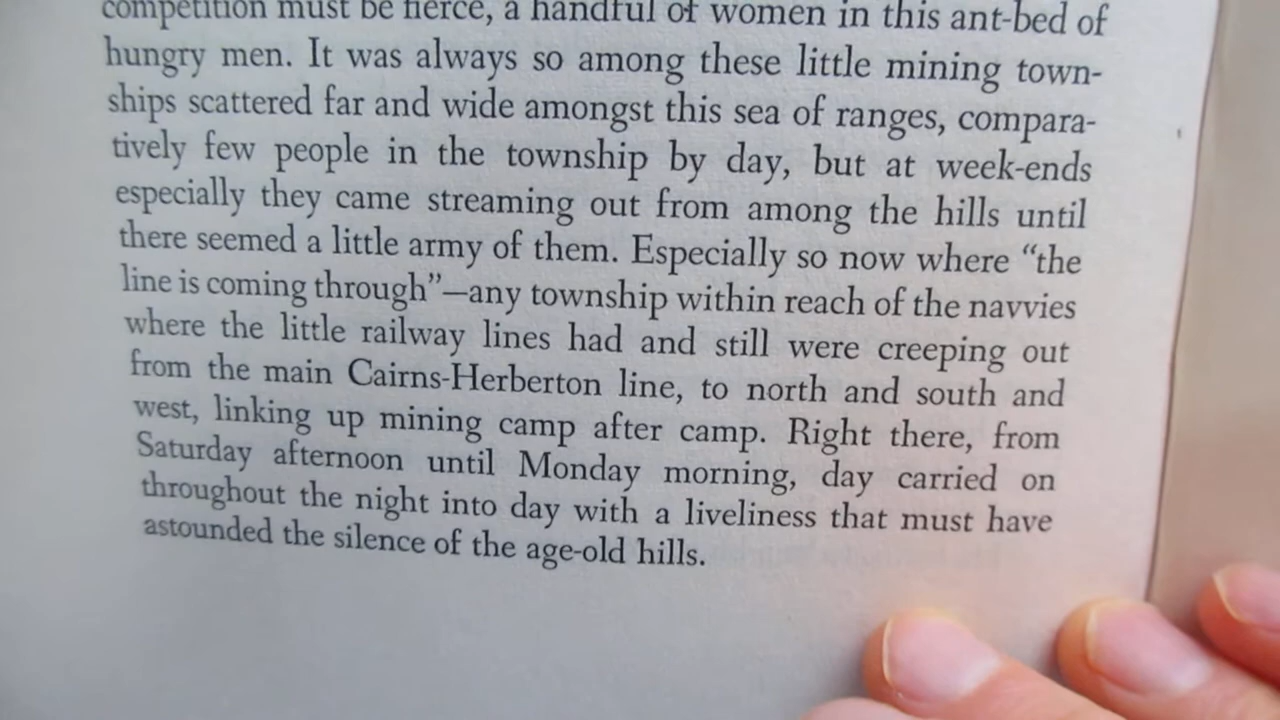 competition must be fierce, a handful of women in this ant-bed of
hungry men. It was always so among these little mining town-
ships scattered far and wide amongst this sea of ranges, compara-
tively few people in the township by day, but at week-ends
especially they came streaming out from among the hills until
there seemed a little army of them. Especially so now where “the
line is coming through”—any township within reach of the navvies
where the little railway lines had and still were creeping out
from the main Cairns-Herberton line, to north and south and
west, linking up mining camp after camp. Right there, from
Saturday afternoon until Monday morning, day carried on
throughout the night into day with a liveliness that must have
astounded the silence of the age-old hills.